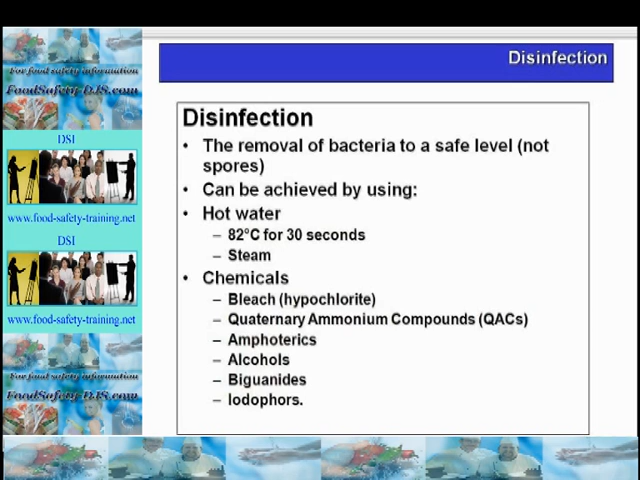 Disinfection
For food safety information
FoodSafety-DJS.com
DSI
www.food-safety-training.net
DSI
www.food-safety-training.net
For food safety information
FoodSafety-DJS.com
Disinfection
• The removal of bacteria to a safe level (not
spores)
• Can be achieved by using:
• Hot water
– 82°C for 30 seconds
– Steam
• Chemicals
– Bleach (hypochlorite)
– Quaternary Ammonium Compounds (QACs)
– Amphoterics
– Alcohols
– Biguanides
– Iodophors.